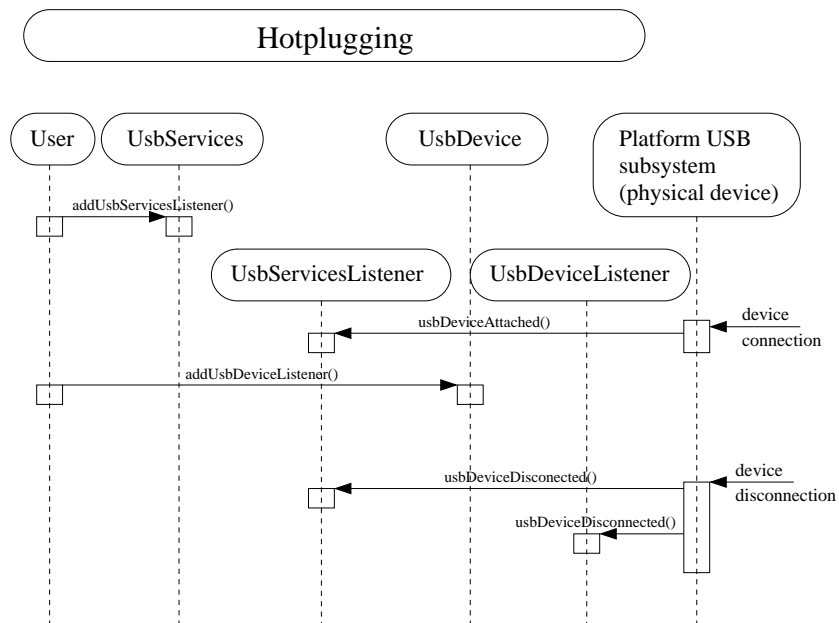 Hotplugging
User
UsbServices
UsbDevice
Platform USB
subsystem
(physical device)
addUsbServicesListener()
UsbServicesListener
UsbDeviceListener
usbDeviceAttached()
device
connection
addUsbDeviceListener()
usbDeviceDisconected()
device
disconnection
usbDeviceDisconnected()